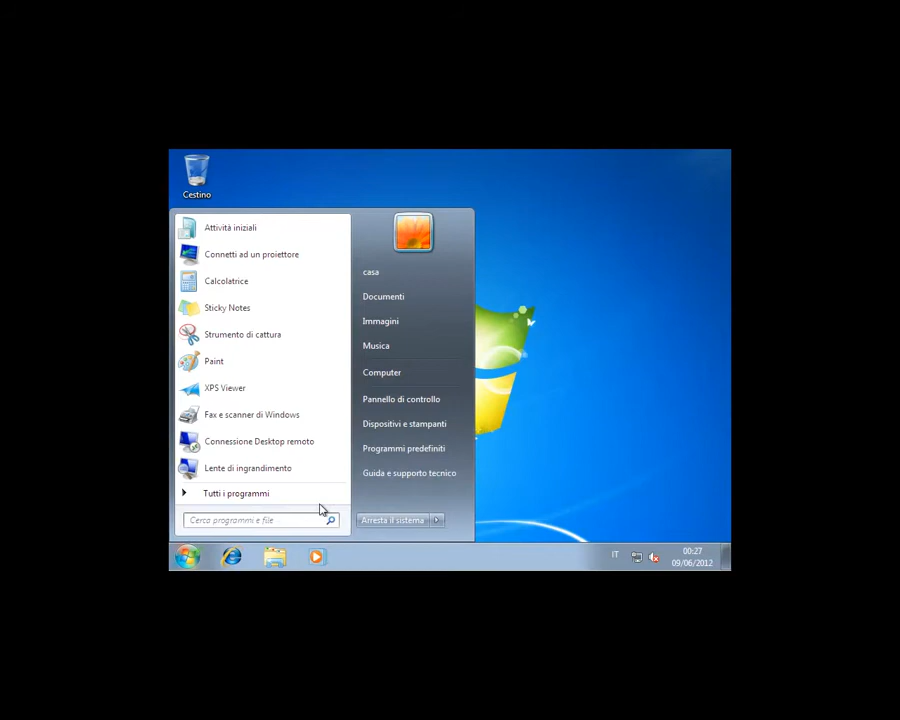 Cestino
Attività iniziali
Connetti ad un proiettore
Calcolatrice
Sticky Notes
Strumento di cattura
Paint
XPS Viewer
Fax e scanner di Windows
Connessione Desktop remoto
Lente di ingrandimento
Tutti i programmi
Cerca programmi e file
casa
Documenti
Immagini
Musica
Computer
Pannello di controllo
Dispositivi e stampanti
Programmi predefiniti
Guida e supporto tecnico
Arresta il sistema
IT
00:27
09/06/2012